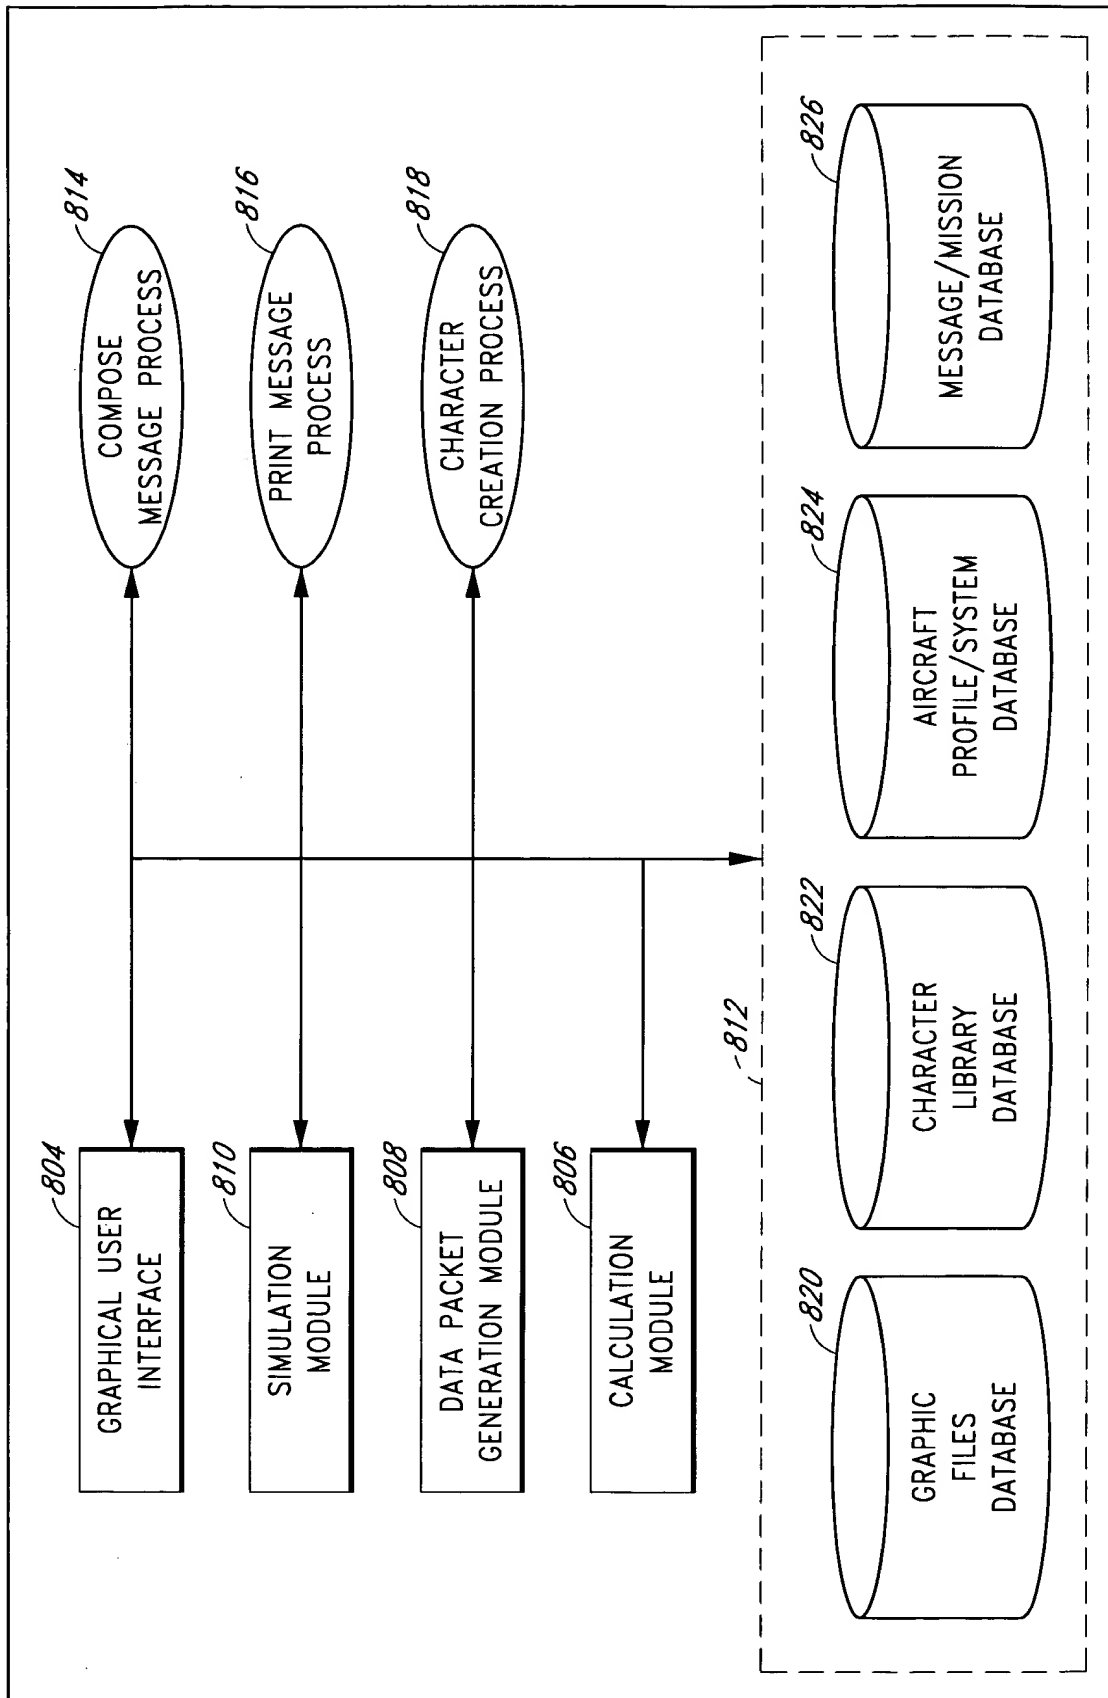 804
GRAPHICAL USER
INTERFACE
814
COMPOSE
MESSAGE PROCESS
810
SIMULATION
MODULE
816
PRINT MESSAGE
PROCESS
808
DATA PACKET
GENERATION MODULE
818
CHARACTER
CREATION PROCESS
806
CALCULATION
MODULE
812
820
GRAPHIC
FILES
DATABASE
822
CHARACTER
LIBRARY
DATABASE
824
AIRCRAFT
PROFILE/SYSTEM
DATABASE
826
MESSAGE/MISSION
DATABASE